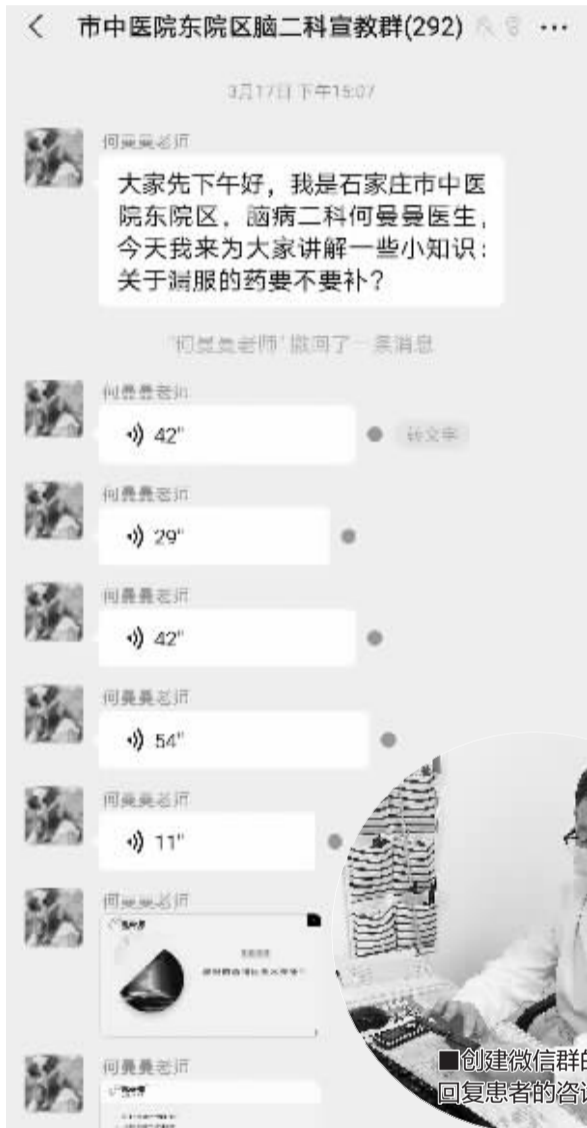 市中医院东院区脑二科宣教群(292)
3月17日 下午15:07
何曼曼老师
大家先下午好，我是石家庄市中医
院东院区，脑病二科何曼曼医生，
今天我来为大家讲解一些小知识：
关于漏服的药要不要补？
"何曼曼老师"撤回了一条消息
何曼曼老师
42"
转文字
何曼曼老师
29"
何曼曼老师
42"
何曼曼老师
54"
何曼曼老师
11"
何曼曼老师
何曼曼老师
■创建微信群的
回复患者的咨询